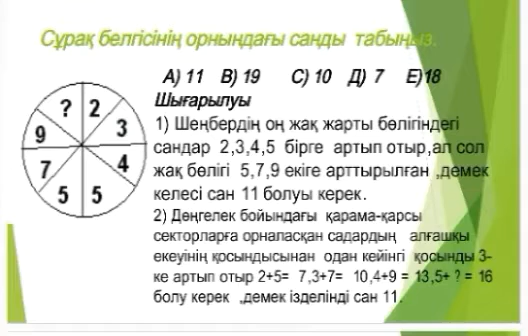 Сұрақ белгісінің орнындағы санды табыңыз.
А) 11 В) 19 С) 10 Д) 7 Е)18
Шығарылуы
? 2
9 3
7 4
5 5
1) Шеңбердің оң жақ жарты бөлігіндегі
сандар 2,3,4,5 бірге артып отыр,ал сол
жақ бөлігі 5,7,9 екіге арттырылған ,демек
келесі сан 11 болуы керек.
2) Дөңгелек бойындағы қарама-қарсы
секторларға орналасқан садардың алғашқы
екеуінің қосындысынан одан кейінгі қосынды 3-
ке артып отыр 2+5= 7,3+7= 10,4+9 = 13,5+ ? = 16
болу керек ,демек ізделінді сан 11.